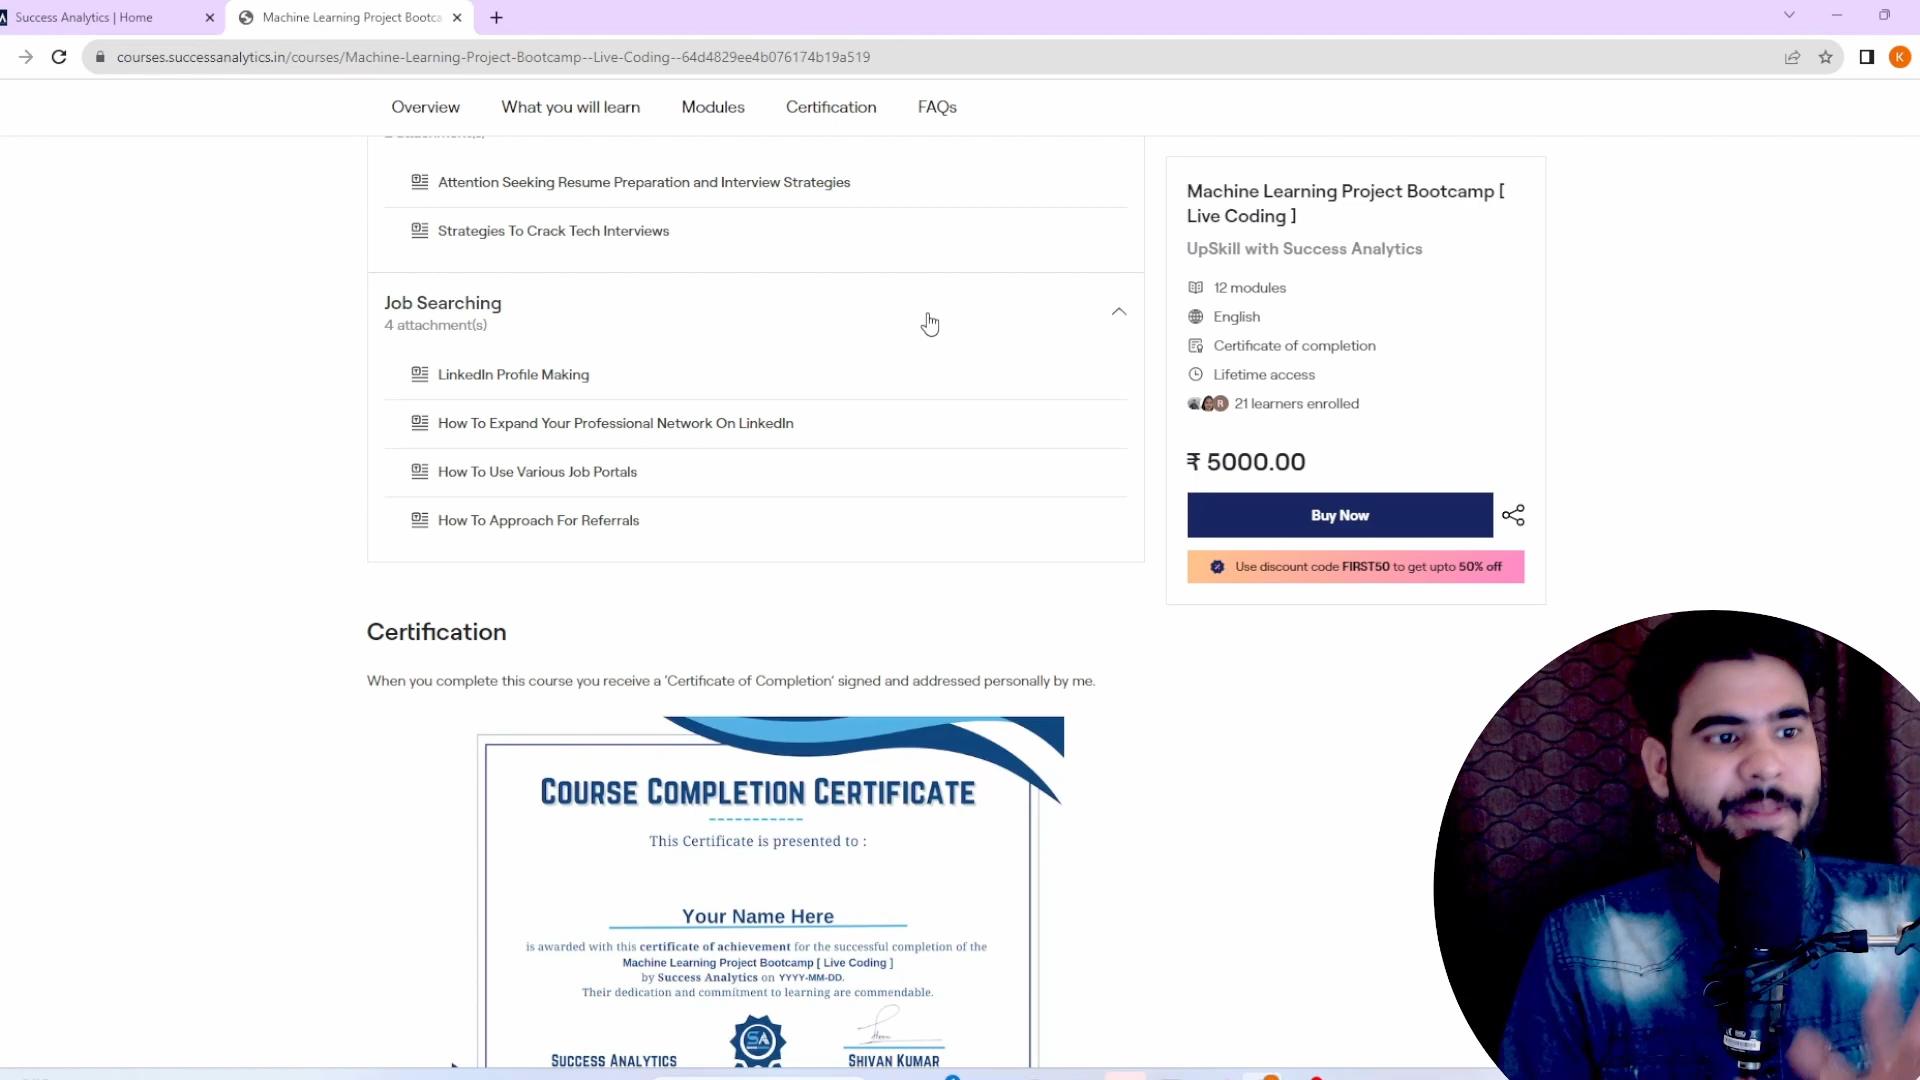 Success Analytics | Home
Machine Learning Project Bootca
courses.successanalytics.in/courses/Machine-Learning-Project-Bootcamp--Live-Coding--64d4829ee4b076174b19a519
K
Overview
What you will learn
Modules
Certification
FAQs
Attention Seeking Resume Preparation and Interview Strategies
Strategies To Crack Tech Interviews
Job Searching
4 attachment(s)
LinkedIn Profile Making
How To Expand Your Professional Network On LinkedIn
How To Use Various Job Portals
How To Approach For Referrals
Machine Learning Project Bootcamp [
Live Coding ]
UpSkill with Success Analytics
12 modules
English
Certificate of completion
Lifetime access
R
21 learners enrolled
₹ 5000.00
Buy Now
Use discount code FIRST50 to get upto 50% off
Certification
When you complete this course you receive a ‘Certificate of Completion’ signed and addressed personally by me.
COURSE COMPLETION CERTIFICATE
This Certificate is presented to :
Your Name Here
is awarded with this certificate of achievement for the successful completion of the
Machine Learning Project Bootcamp [ Live Coding ]
by Success Analytics on YYYY-MM-DD.
Their dedication and commitment to learning are commendable.
SA
SUCCESS ANALYTICS
SHIVAN KUMAR